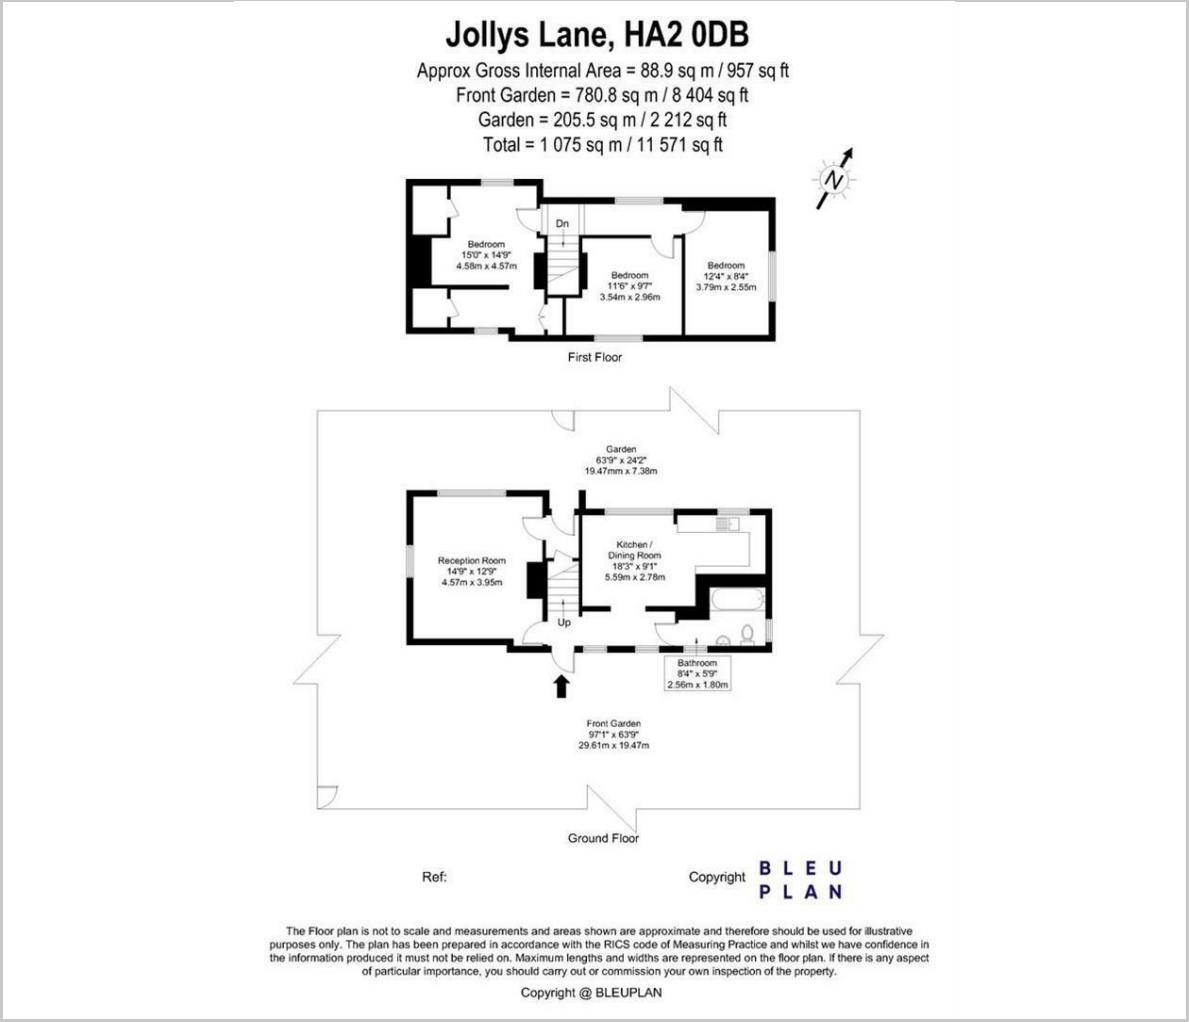 Jollys Lane, HA2 0DB
Approx Gross Internal Area = 88.9 sq m / 957 sq ft
Front Garden = 780.8 sq m / 8 404 sq ft
Garden = 205.5 sq m / 2 212 sq ft
Total = 1 075 sq m / 11 571 sq ft
N
Dn
Bedroom
15'0" x 14'9"
4.58m x 4.57m
Bedroom
11'6" x 9'7"
3.54m x 2.96m
Bedroom
12'4" x 8'4"
3.79m x 2.55m
First Floor
Garden
63'9" x 24'2"
19.47mm x 7.38m
Reception Room
14'9" x 12'9"
4.57m x 3.95m
Kitchen /
Dining Room
18'3" x 9'1"
5.59m x 2.78m
Up
Bathroom
8'4" x 5'9"
2.56m x 1.80m
Front Garden
97'1" x 63'9"
29.61m x 19.47m
Ground Floor
Ref:
Copyright
BLEU
PLAN
The Floor plan is not to scale and measurements and areas shown are approximate and therefore should be used for illustrative
purposes only. The plan has been prepared in accordance with the RICS code of Measuring Practice and whilst we have confidence in
the information produced it must not be relied on. Maximum lengths and widths are represented on the floor plan. If there is any aspect
of particular importance, you should carry out or commission your own inspection of the property.
Copyright @ BLEUPLAN